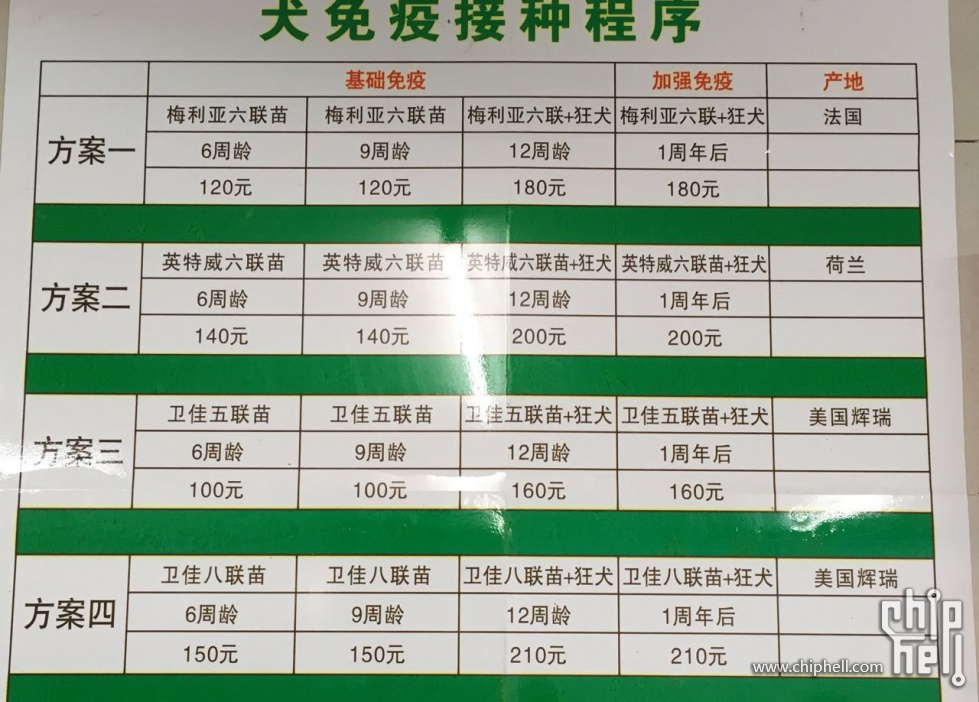 犬免疫接种程序
基础免疫 加强免疫 产地
方案一 梅利亚六联苗 梅利亚六联苗 梅利亚六联+狂犬 梅利亚六联+狂犬 法国
6周龄 9周龄 12周龄 1周年后
120元 120元 180元 180元
方案二 英特威六联苗 英特威六联苗 英特威六联苗+狂犬 英特威六联苗+狂犬 荷兰
6周龄 9周龄 12周龄 1周年后
140元 140元 200元 200元
方案三 卫佳五联苗 卫佳五联苗 卫佳五联苗+狂犬 卫佳五联苗+狂犬 美国辉瑞
6周龄 9周龄 12周龄 1周年后
100元 100元 160元 160元
方案四 卫佳八联苗 卫佳八联苗 卫佳八联苗+狂犬 卫佳八联苗+狂犬 美国辉瑞
6周龄 9周龄 12周龄 1周年后
150元 150元 210元 210元
chip
hell
www.chiphell.com